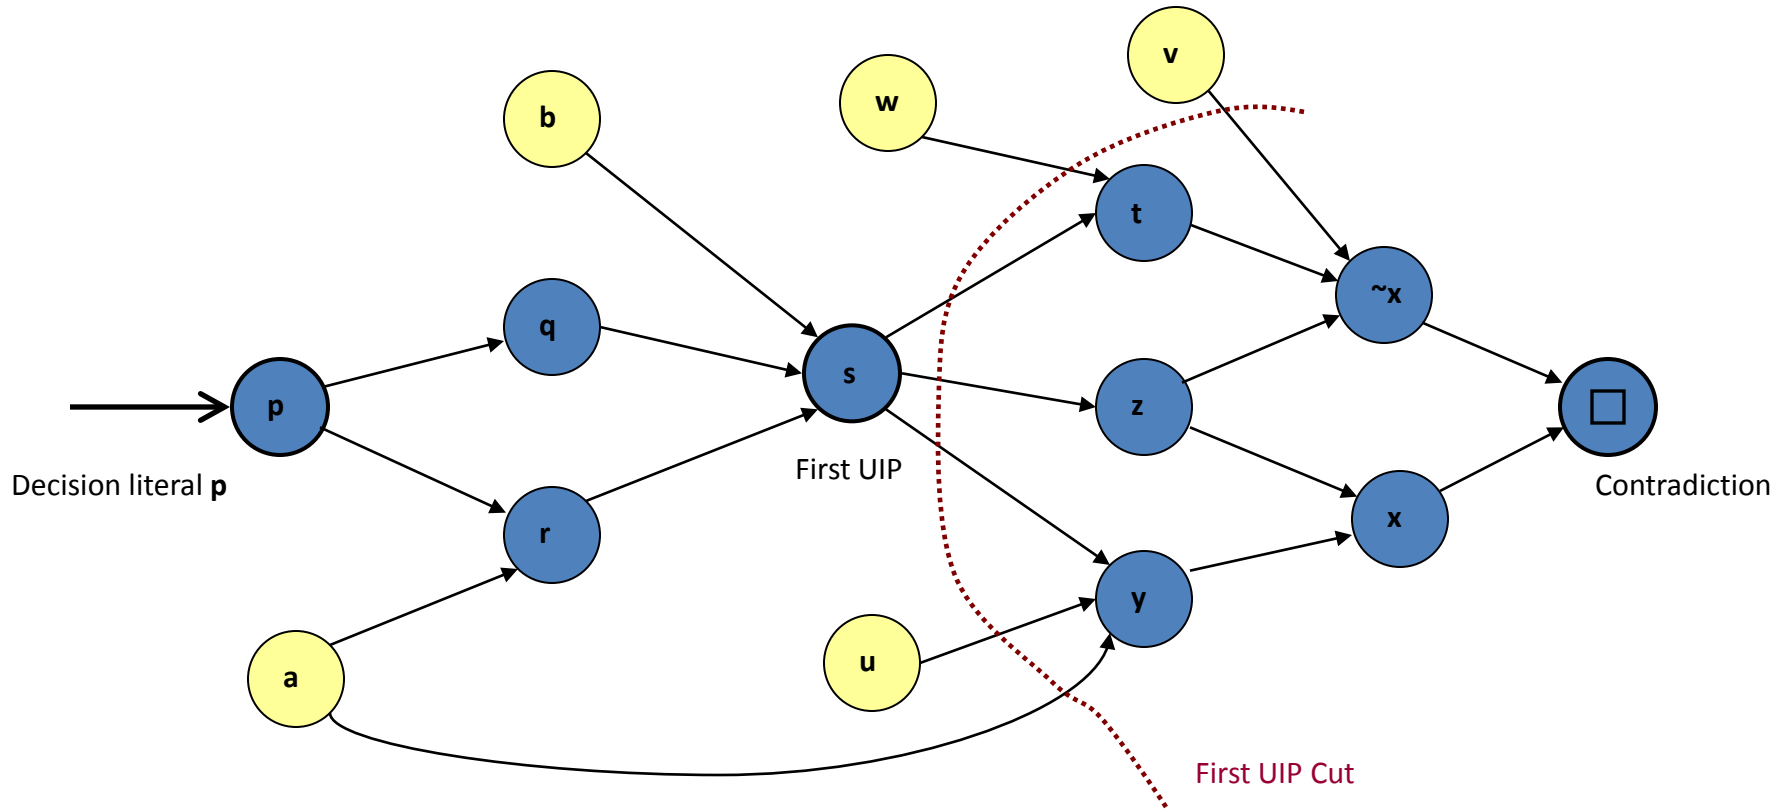 v
w
b
t
~x
q
s
p
z
□
First UIP
Decision literal p
Contradiction
x
r
y
u
a
First UIP Cut